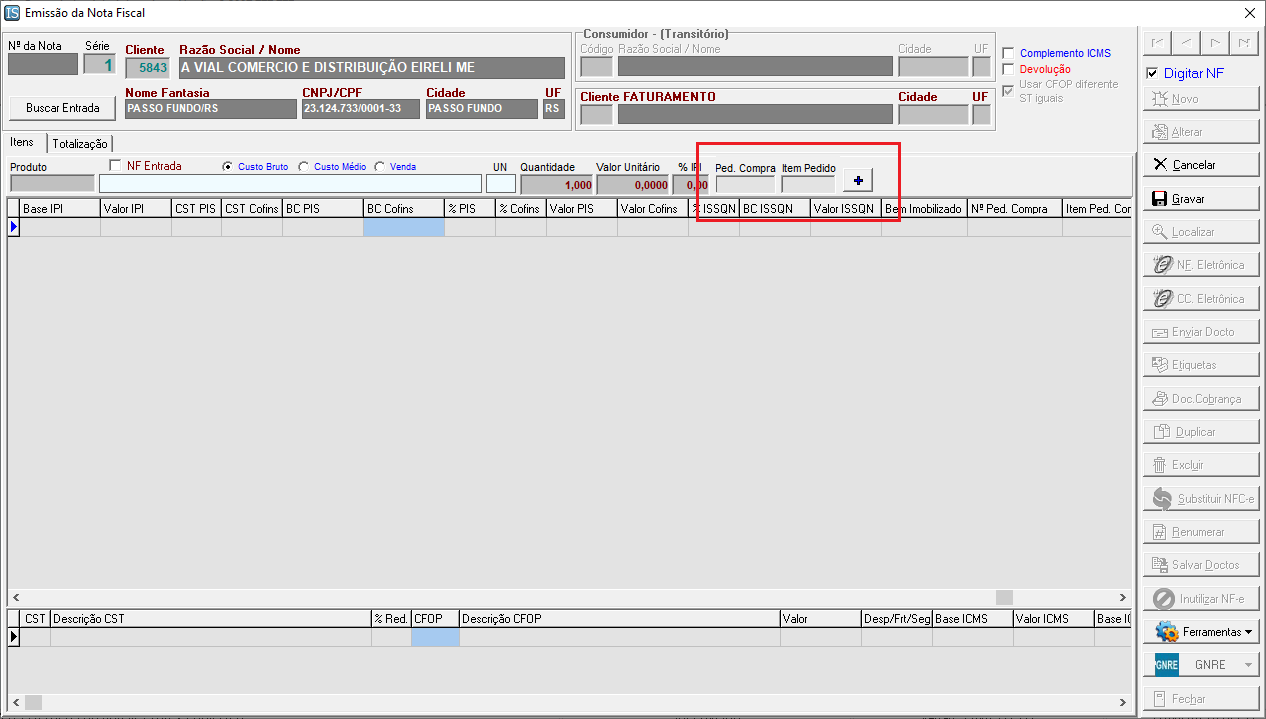 IS Emissão da Nota Fiscal
Nº da Nota Série Cliente Razão Social / Nome
1 5843 A VIAL COMERCIO E DISTRIBUIÇÃO EIRELI ME
Nome Fantasia CNPJ/CPF Cidade UF
Buscar Entrada PASSO FUNDO/RS 23.124.733/0001-33 PASSO FUNDO RS
Consumidor - (Transitório)
Código Razão Social / Nome Cidade UF
Cliente FATURAMENTO Cidade UF
Complemento ICMS
Devolução
Usar CFOP diferente
ST iguais
Itens Totalização
Produto NF Entrada Custo Bruto Custo Médio Venda UN Quantidade Valor Unitário % IPI Ped. Compra Item Pedido
1,000 0,0000 0,00 +
Base IPI Valor IPI CST PIS CST Cofins BC PIS BC Cofins % PIS % Cofins Valor PIS Valor Cofins % ISSQN BC ISSQN Valor ISSQN Bem Imobilizado Nº Ped. Compra Item Ped. Cor
CST Descrição CST % Red. CFOP Descrição CFOP Valor Desp/Frt/Seg Base ICMS Valor ICMS Base IC
Digitar NF
Novo
Alterar
Cancelar
Gravar
Localizar
NF. Eletrônica
CC. Eletrônica
Enviar Docto
Etiquetas
Doc.Cobrança
Duplicar
Excluir
Substituir NFC-e
Renumerar
Salvar Doctos
Inutilizar NF-e
Ferramentas
GNRE GNRE
Fechar